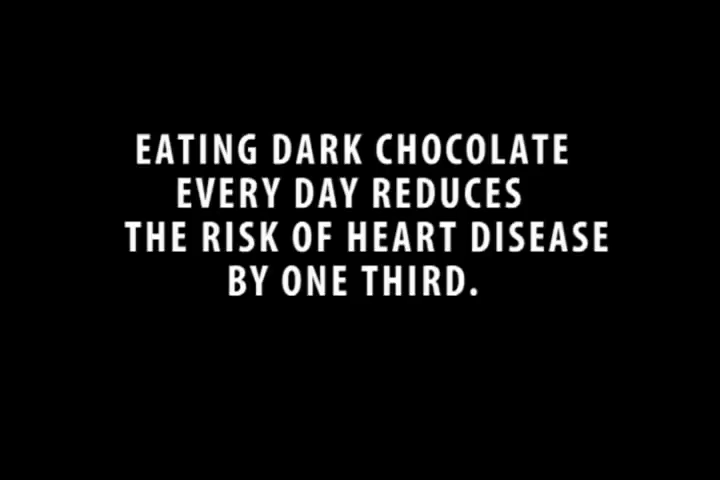 EATING DARK CHOCOLATE
EVERY DAY REDUCES
THE RISK OF HEART DISEASE
BY ONE THIRD.